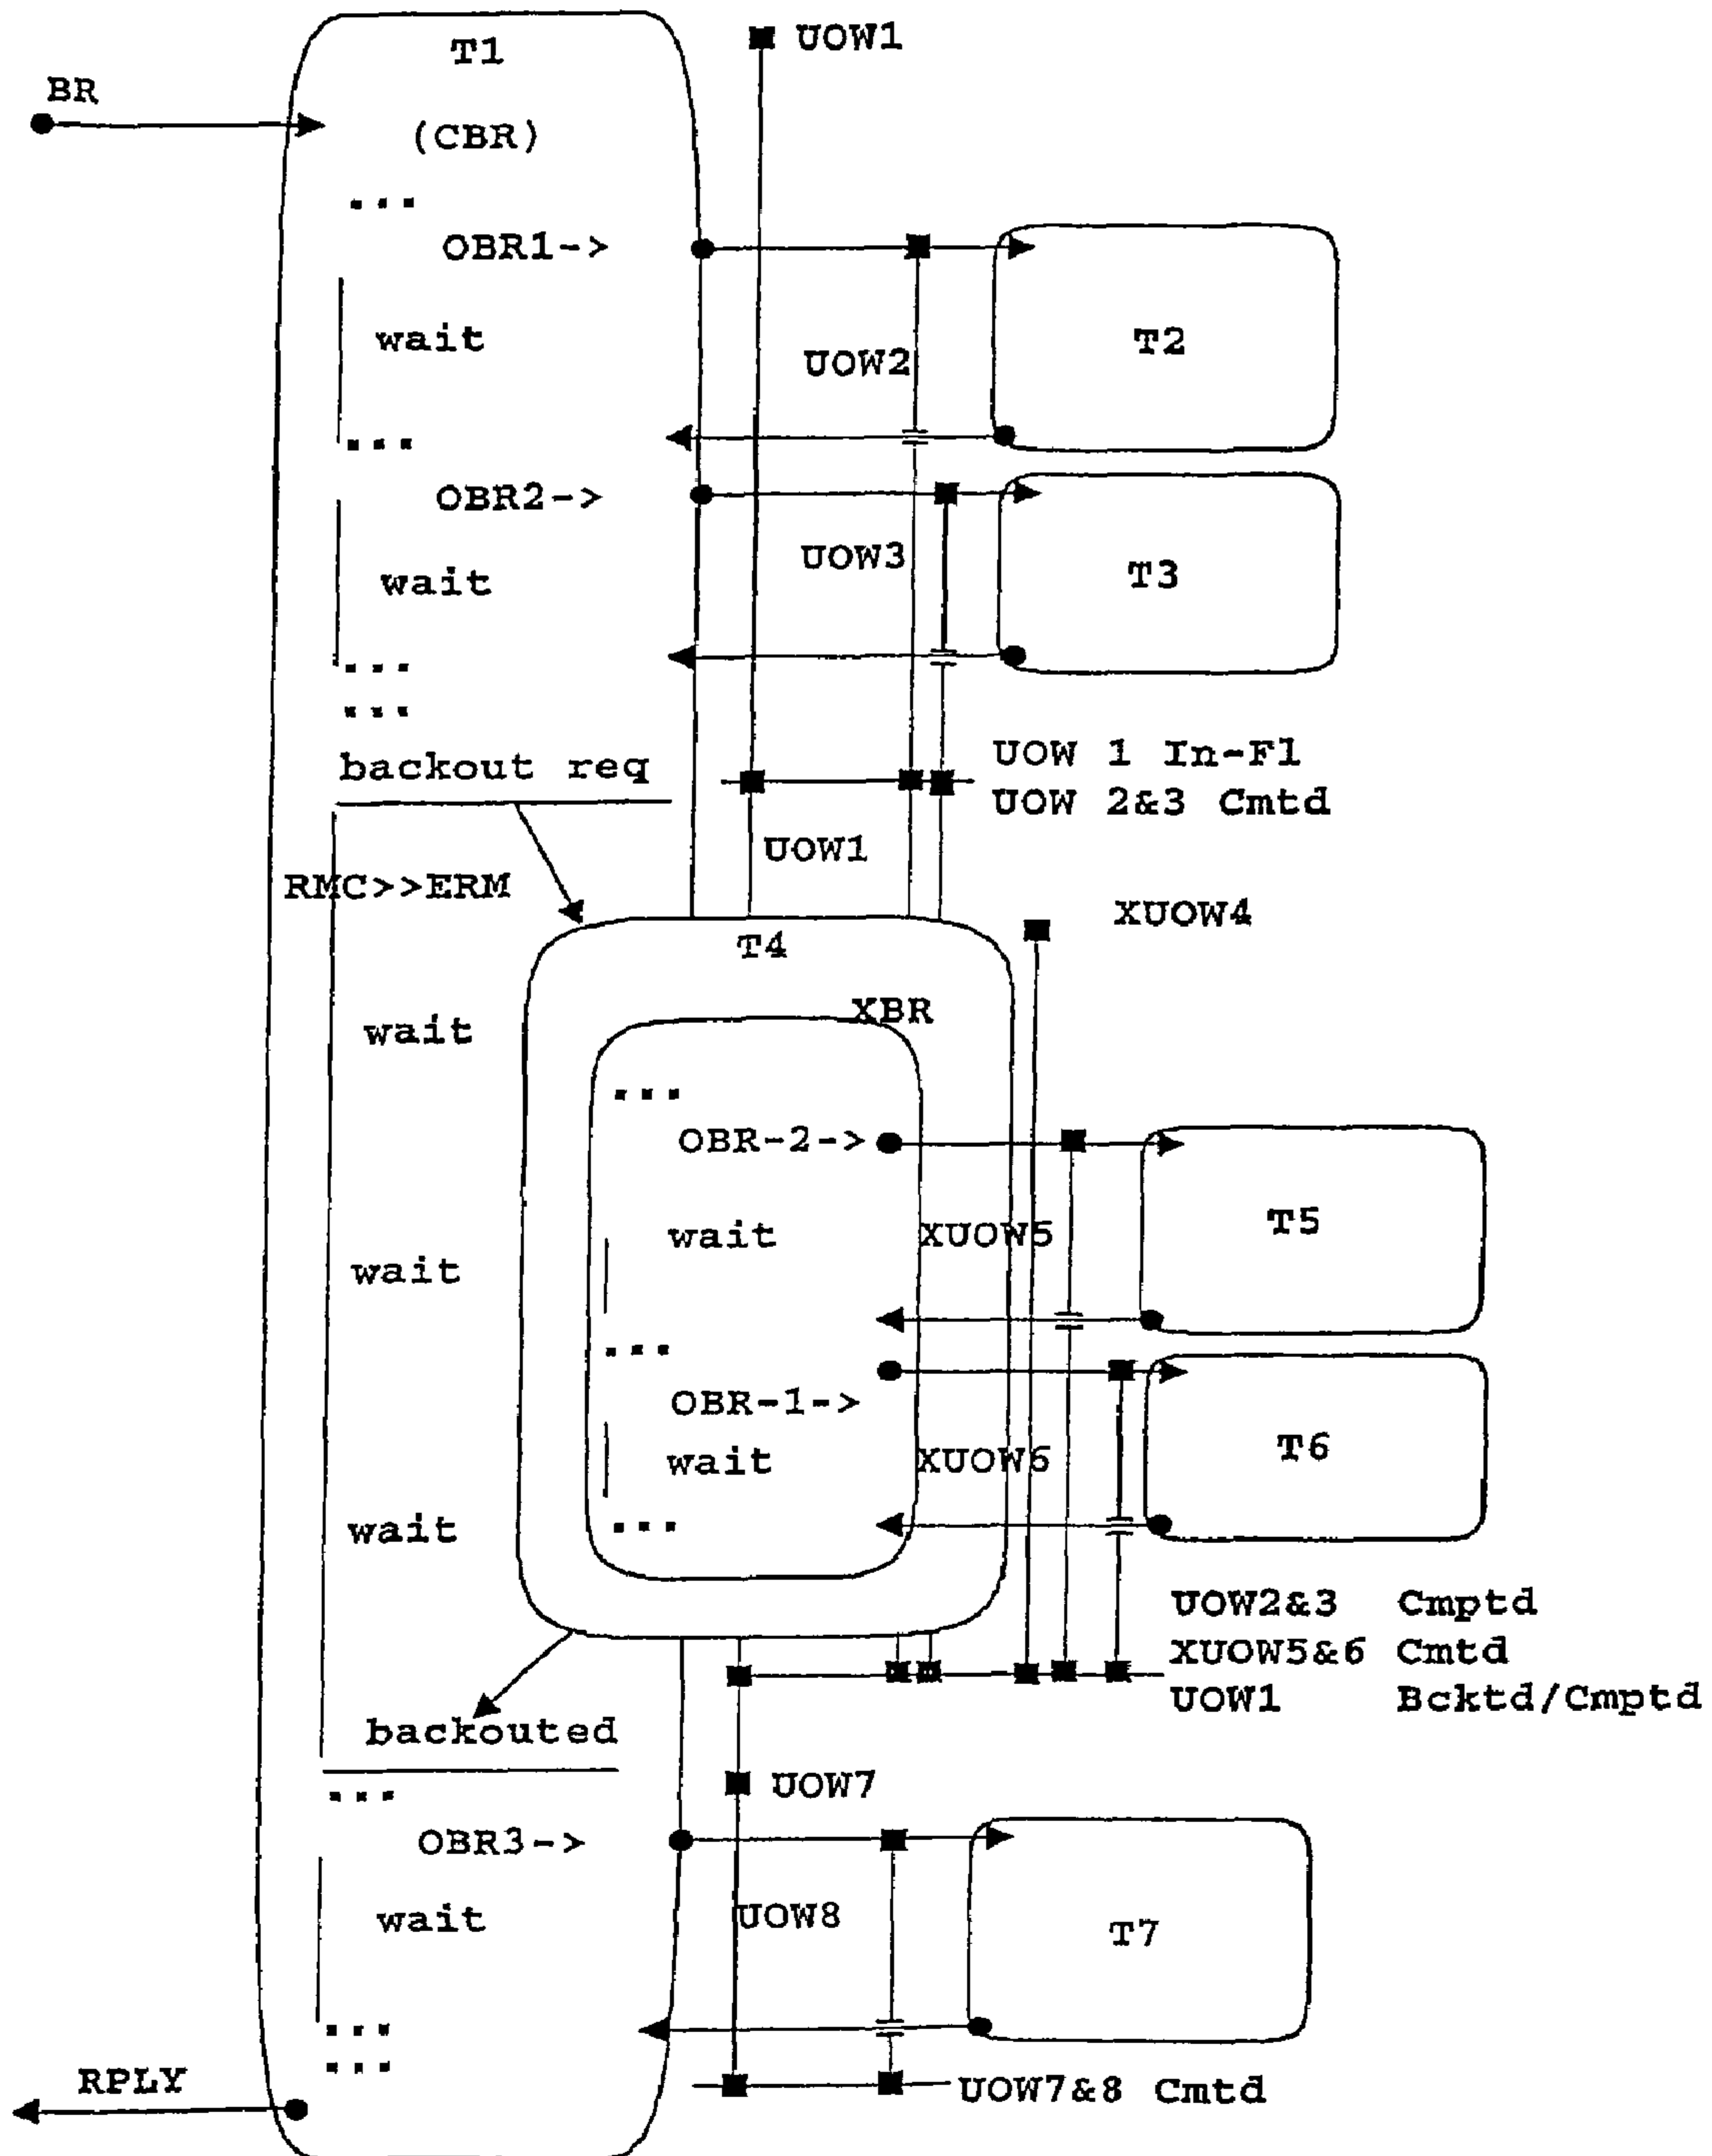 T1
UOW1
BR
(CBR)
...
OBR1->
wait
UOW2
T2
...
OBR2->
UOW3
wait
T3
...
...
UOW 1 In-Fl
backout req
UOW 2&3 Cmtd
UOW1
RMC>>ERM
XUOW4
T4
XBR
wait
...
OBR-2->
wait
XUOW5
T5
wait
...
OBR-1->
wait
XUOW6
T6
wait
...
UOW2&3 Cmptd
XUOW5&6 Cmtd
UOW1 Bcktd/Cmptd
backouted
UOW7
...
OBR3->
wait
UOW8
T7
...
...
RPLY
UOW7&8 Cmtd